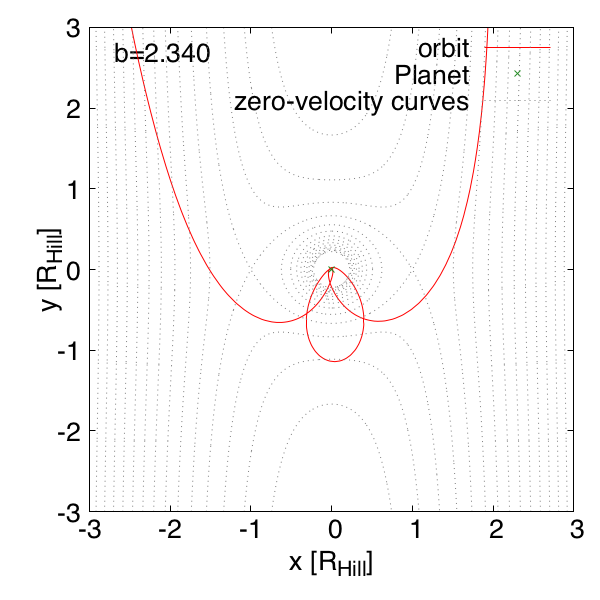 b=2.340
orbit
Planet
zero-velocity curves
3
2
1
0
-1
-2
-3
y [R_Hill]
-3
-2
-1
0
1
2
3
x [R_Hill]